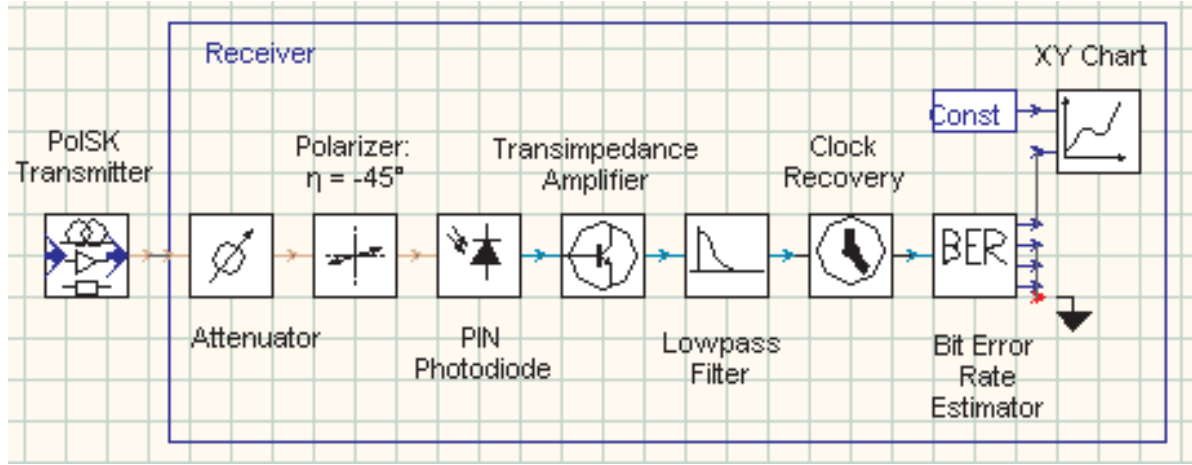 Receiver
XY Chart
Const
PolSK
Transmitter
Polarizer:
η = -45°
Transimpedance
Amplifier
Clock
Recovery
BER
Attenuator
PIN
Photodiode
Lowpass
Filter
Bit Error
Rate
Estimator